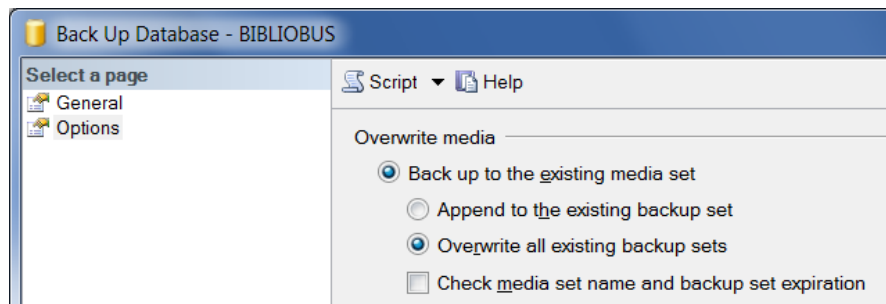 Back Up Database - BIBLIOBUS
Select a page
General
Options
Script Help
Overwrite media
Back up to the existing media set
Append to the existing backup set
Overwrite all existing backup sets
Check media set name and backup set expiration